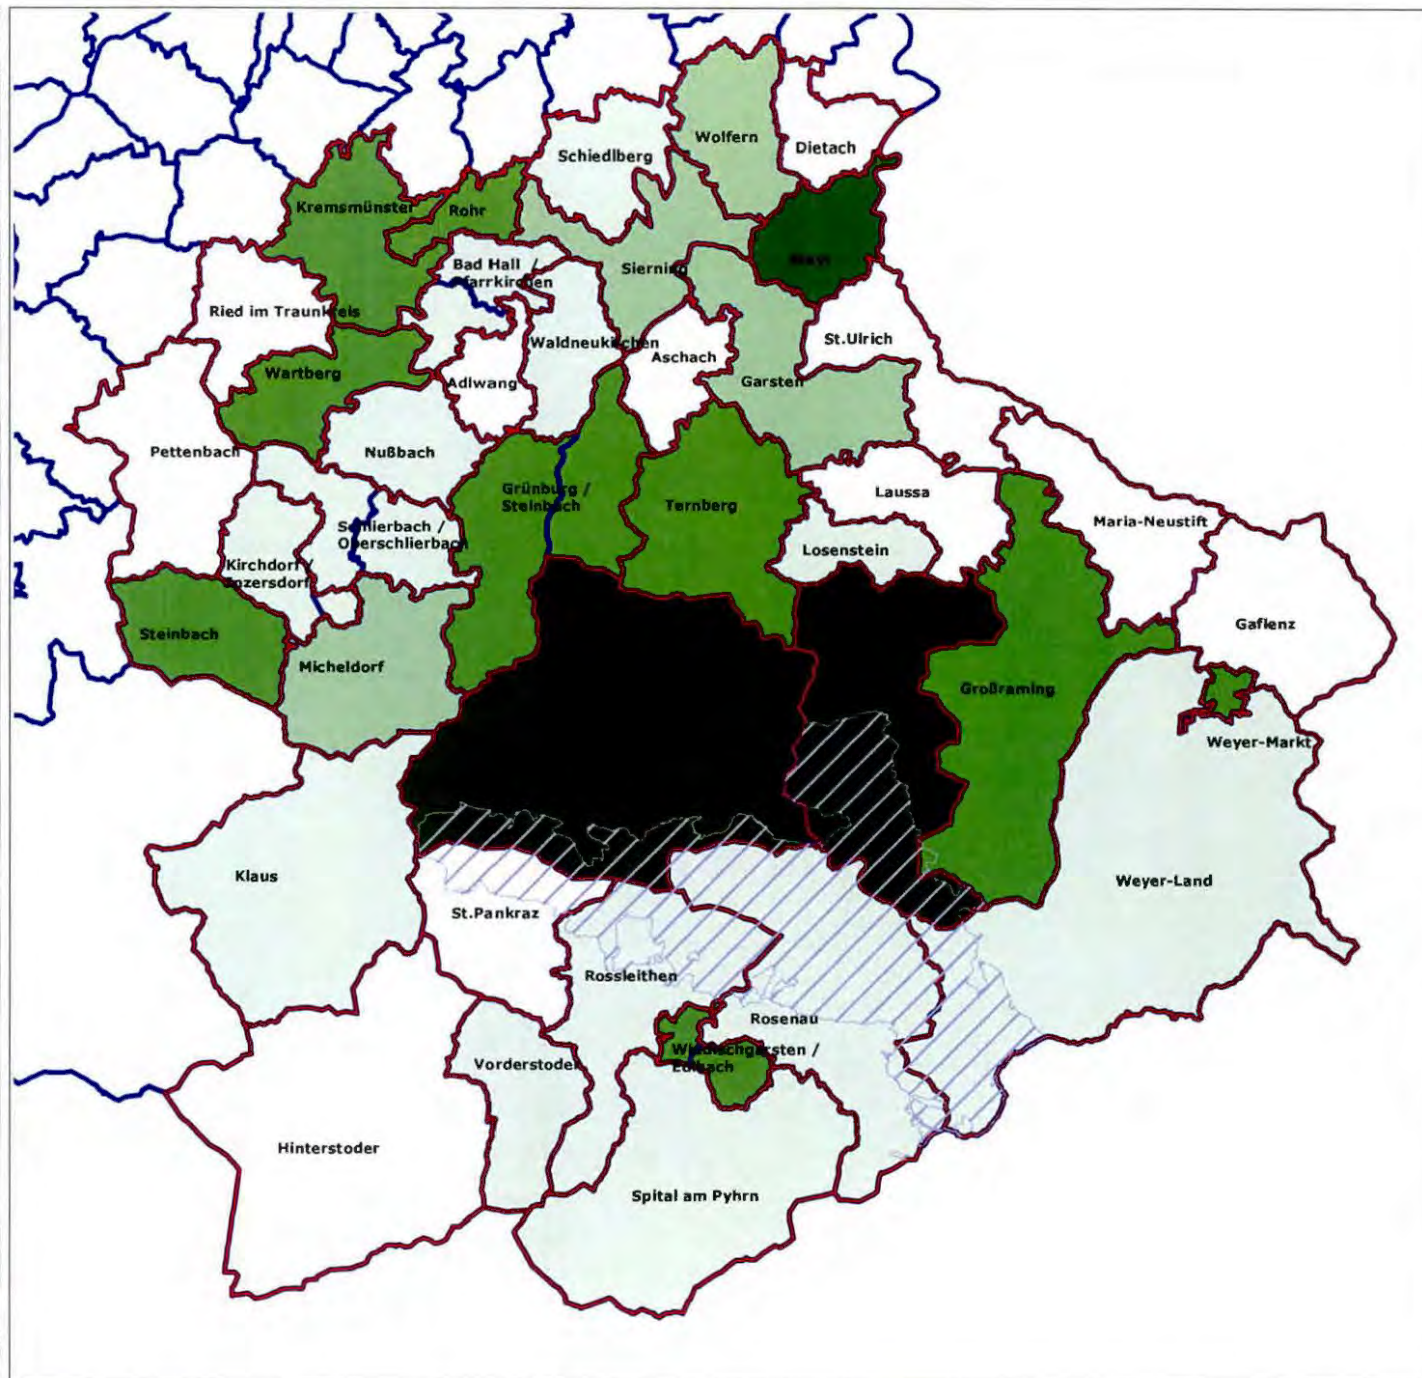 Wolfern
Dietach
Schiedlberg
Kremsmünster
Rohr
Bad Hall /
Pfarrkirchen
Sierning
Steyr
Ried im Traunkreis
Waldneukirchen
Aschach
St.Ulrich
Wartberg
Adlwang
Garsten
Pettenbach
Nußbach
Grünburg /
Steinbach
Ternberg
Laussa
Maria-Neustift
Schlierbach /
Oberschlierbach
Losenstein
Kirchdorf /
Inzersdorf
Steinbach
Micheldorf
Gaflenz
Großraming
Weyer-Markt
Klaus
Weyer-Land
St.Pankraz
Rossleithen
Rosenau
Windischgarsten /
Edlbach
Vorderstoder
Hinterstoder
Spital am Pyhrn